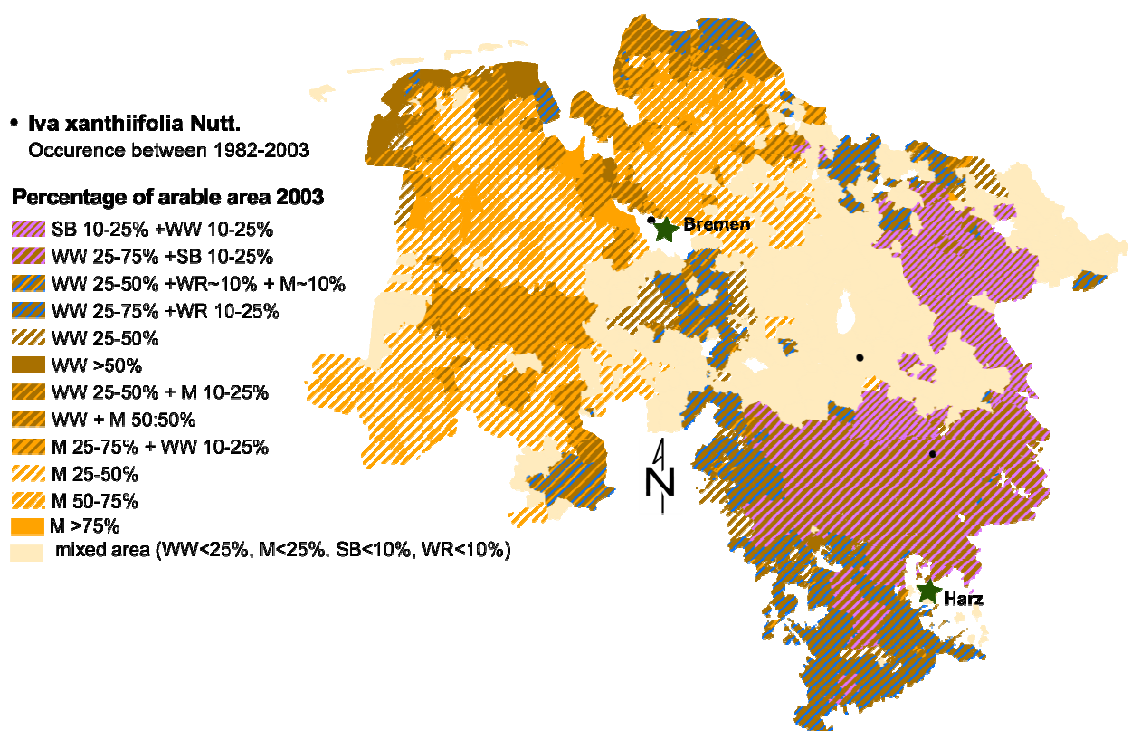 • Iva xanthiifolia Nutt.
Occurence between 1982-2003
Percentage of arable area 2003
SB 10-25% +WW 10-25%
WW 25-75% +SB 10-25%
WW 25-50% +WR~10% + M~10%
WW 25-75% +WR 10-25%
WW 25-50%
WW >50%
WW 25-50% + M 10-25%
WW + M 50:50%
M 25-75% + WW 10-25%
M 25-50%
M 50-75%
M >75%
mixed area (WW<25%, M<25%. SB<10%, WR<10%)
Bremen
N
Harz